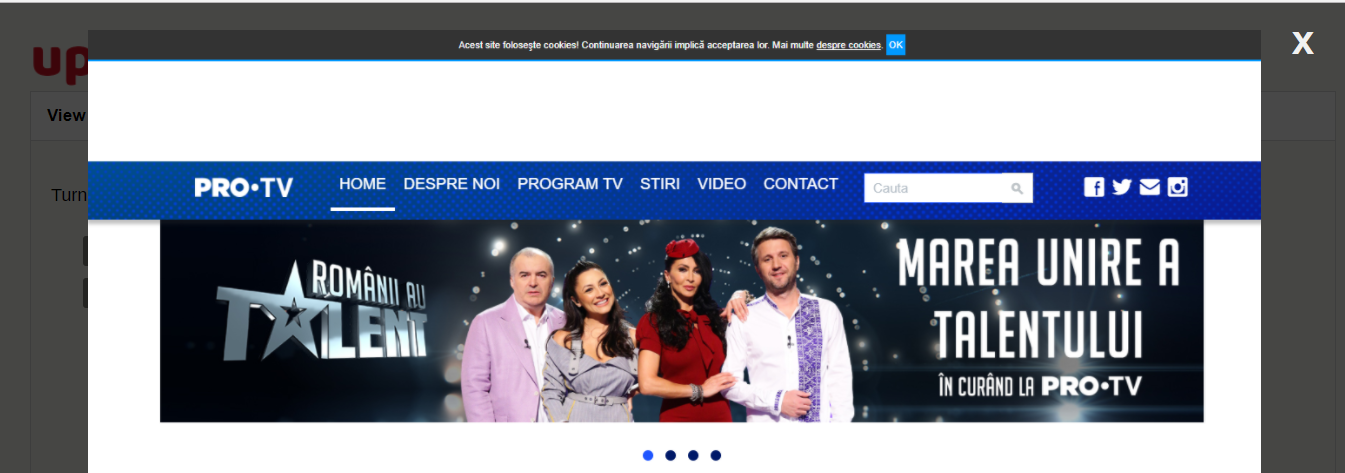 Acest site folosește cookies! Continuarea navigării implică acceptarea lor. Mai multe despre cookies. OK
X
up
View
Turn
PRO•TV HOME DESPRE NOI PROGRAM TV STIRI VIDEO CONTACT Cauta
ROMÂNII AU
TALENT
MAREA UNIRE A
TALENTULUI
ÎN CURÂND LA PRO•TV